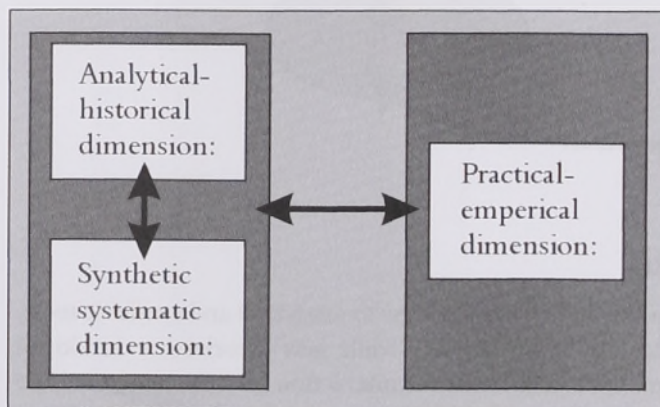 Analytical-
historical
dimension:
Synthetic
systematic
dimension:
Practical-
emperical
dimension: